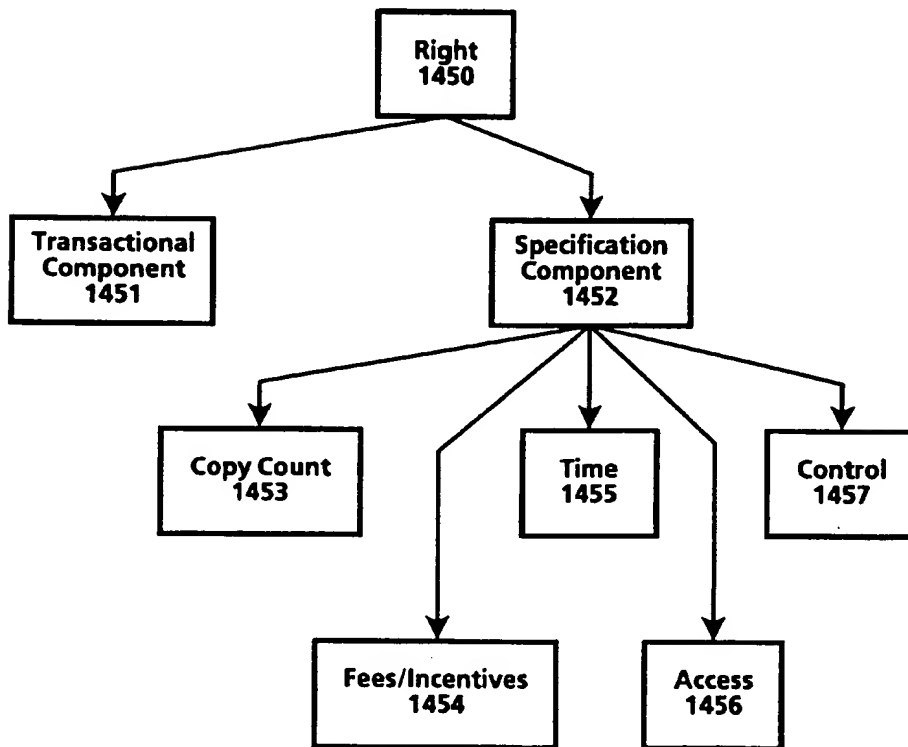 Right
1450
Transactional
Component
1451
Specification
Component
1452
Copy Count
1453
Time
1455
Control
1457
Fees/Incentives
1454
Access
1456